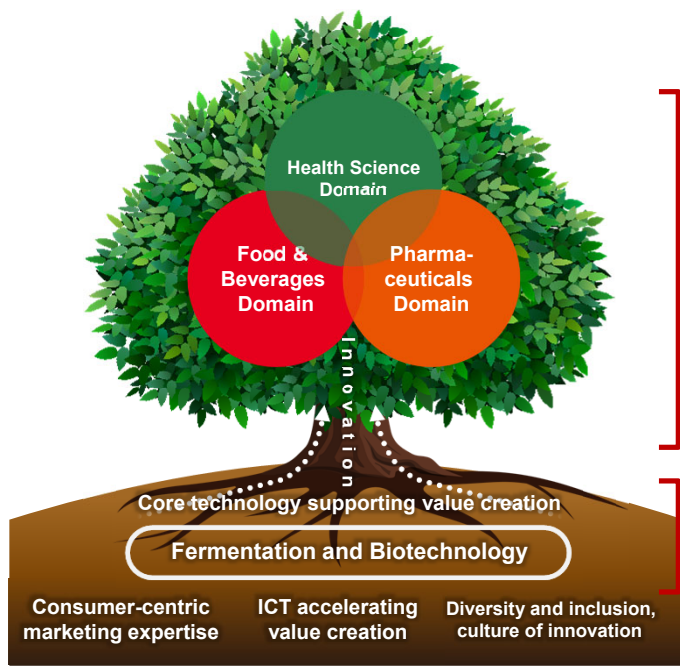 Health Science
Domain
Food &
Beverages
Domain
Pharma-
ceuticals
Domain
Innovation
Core technology supporting value creation
Fermentation and Biotechnology
Consumer-centric
marketing expertise
ICT accelerating
value creation
Diversity and inclusion,
culture of innovation